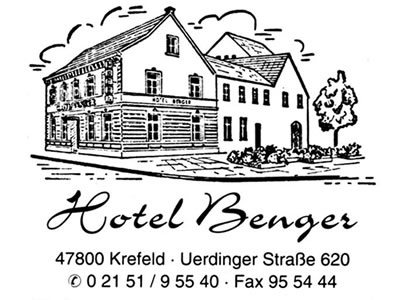 HOTEL BENGER
Hotel Benger
47800 Krefeld · Uerdinger Straße 620
✆ 0 21 51 / 9 55 40 · Fax 95 54 44